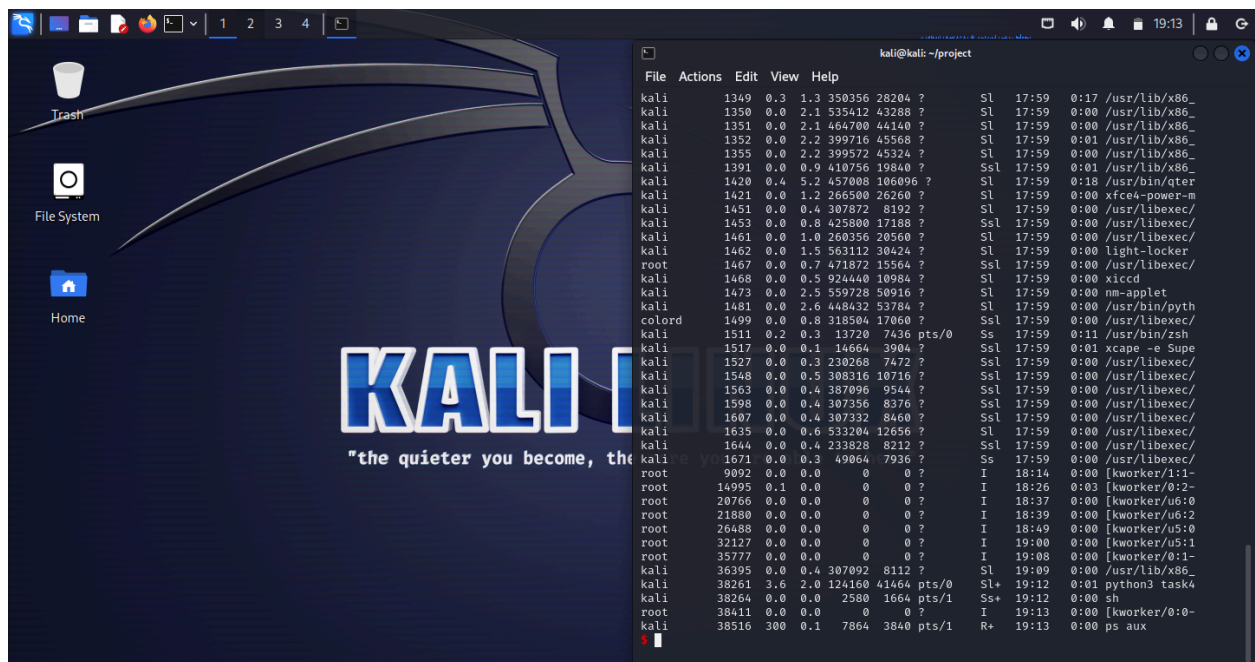 1 2 3 4 19:13
Trash
File System
Home
KALI
"the quieter you become, the
kali@kali: ~/project
File Actions Edit View Help
kali 1349 0.3 1.3 350356 28204 ? Sl 17:59 0:17 /usr/lib/x86_
kali 1350 0.0 2.1 535412 43288 ? Sl 17:59 0:00 /usr/lib/x86_
kali 1351 0.0 2.1 464700 44140 ? Sl 17:59 0:00 /usr/lib/x86_
kali 1352 0.0 2.2 399716 45568 ? Sl 17:59 0:01 /usr/lib/x86_
kali 1355 0.0 2.2 399572 45324 ? Sl 17:59 0:00 /usr/lib/x86_
kali 1391 0.0 0.9 410756 19840 ? Ssl 17:59 0:01 /usr/lib/x86_
kali 1420 0.4 5.2 457008 106096 ? Sl 17:59 0:18 /usr/bin/qter
kali 1421 0.0 1.2 266500 26260 ? Sl 17:59 0:00 xfce4-power-m
kali 1451 0.0 0.4 307872 8192 ? Sl 17:59 0:00 /usr/libexec/
kali 1453 0.0 0.8 425800 17188 ? Ssl 17:59 0:00 /usr/libexec/
kali 1461 0.0 1.0 260356 20560 ? Sl 17:59 0:00 /usr/libexec/
kali 1462 0.0 1.5 563112 30424 ? Sl 17:59 0:00 light-locker
root 1467 0.0 0.7 471872 15564 ? Ssl 17:59 0:00 /usr/libexec/
kali 1468 0.0 0.5 924440 10984 ? Sl 17:59 0:00 xiccd
kali 1473 0.0 2.5 559728 50916 ? Sl 17:59 0:00 nm-applet
kali 1481 0.0 2.6 448432 53784 ? Sl 17:59 0:00 /usr/bin/pyth
colord 1499 0.0 0.8 318504 17060 ? Ssl 17:59 0:00 /usr/libexec/
kali 1511 0.2 0.3 13720 7436 pts/0 Ss 17:59 0:11 /usr/bin/zsh
kali 1517 0.0 0.1 14664 3904 ? Ssl 17:59 0:01 xcape -e Supe
kali 1527 0.0 0.3 230268 7472 ? Ssl 17:59 0:00 /usr/libexec/
kali 1548 0.0 0.5 308316 10716 ? Ssl 17:59 0:00 /usr/libexec/
kali 1563 0.0 0.4 387096 9544 ? Ssl 17:59 0:00 /usr/libexec/
kali 1598 0.0 0.4 307356 8376 ? Ssl 17:59 0:00 /usr/libexec/
kali 1607 0.0 0.4 307332 8460 ? Ssl 17:59 0:00 /usr/libexec/
kali 1635 0.0 0.6 533204 12656 ? Sl 17:59 0:00 /usr/libexec/
kali 1644 0.0 0.4 233828 8212 ? Ssl 17:59 0:00 /usr/libexec/
kali 1671 0.0 0.3 49064 7936 ? Ss 17:59 0:00 /usr/libexec/
root 9092 0.0 0.0 0 0 ? I 18:14 0:00 [kworker/1:1-
root 14995 0.1 0.0 0 0 ? I 18:26 0:03 [kworker/0:2-
root 20766 0.0 0.0 0 0 ? I 18:37 0:00 [kworker/u6:0
root 21880 0.0 0.0 0 0 ? I 18:39 0:00 [kworker/u6:2
root 26488 0.0 0.0 0 0 ? I 18:49 0:00 [kworker/u5:0
root 32127 0.0 0.0 0 0 ? I 19:00 0:00 [kworker/u5:1
root 35777 0.0 0.0 0 0 ? I 19:08 0:00 [kworker/0:1-
kali 36395 0.0 0.4 307092 8112 ? Sl 19:09 0:00 /usr/lib/x86_
kali 38261 3.6 2.0 124160 41464 pts/0 Sl+ 19:12 0:01 python3 task4
kali 38264 0.0 0.0 2580 1664 pts/1 Ss+ 19:12 0:00 sh
root 38411 0.0 0.0 0 0 ? I 19:13 0:00 [kworker/0:0-
kali 38516 300 0.1 7864 3840 pts/1 R+ 19:13 0:00 ps aux
$